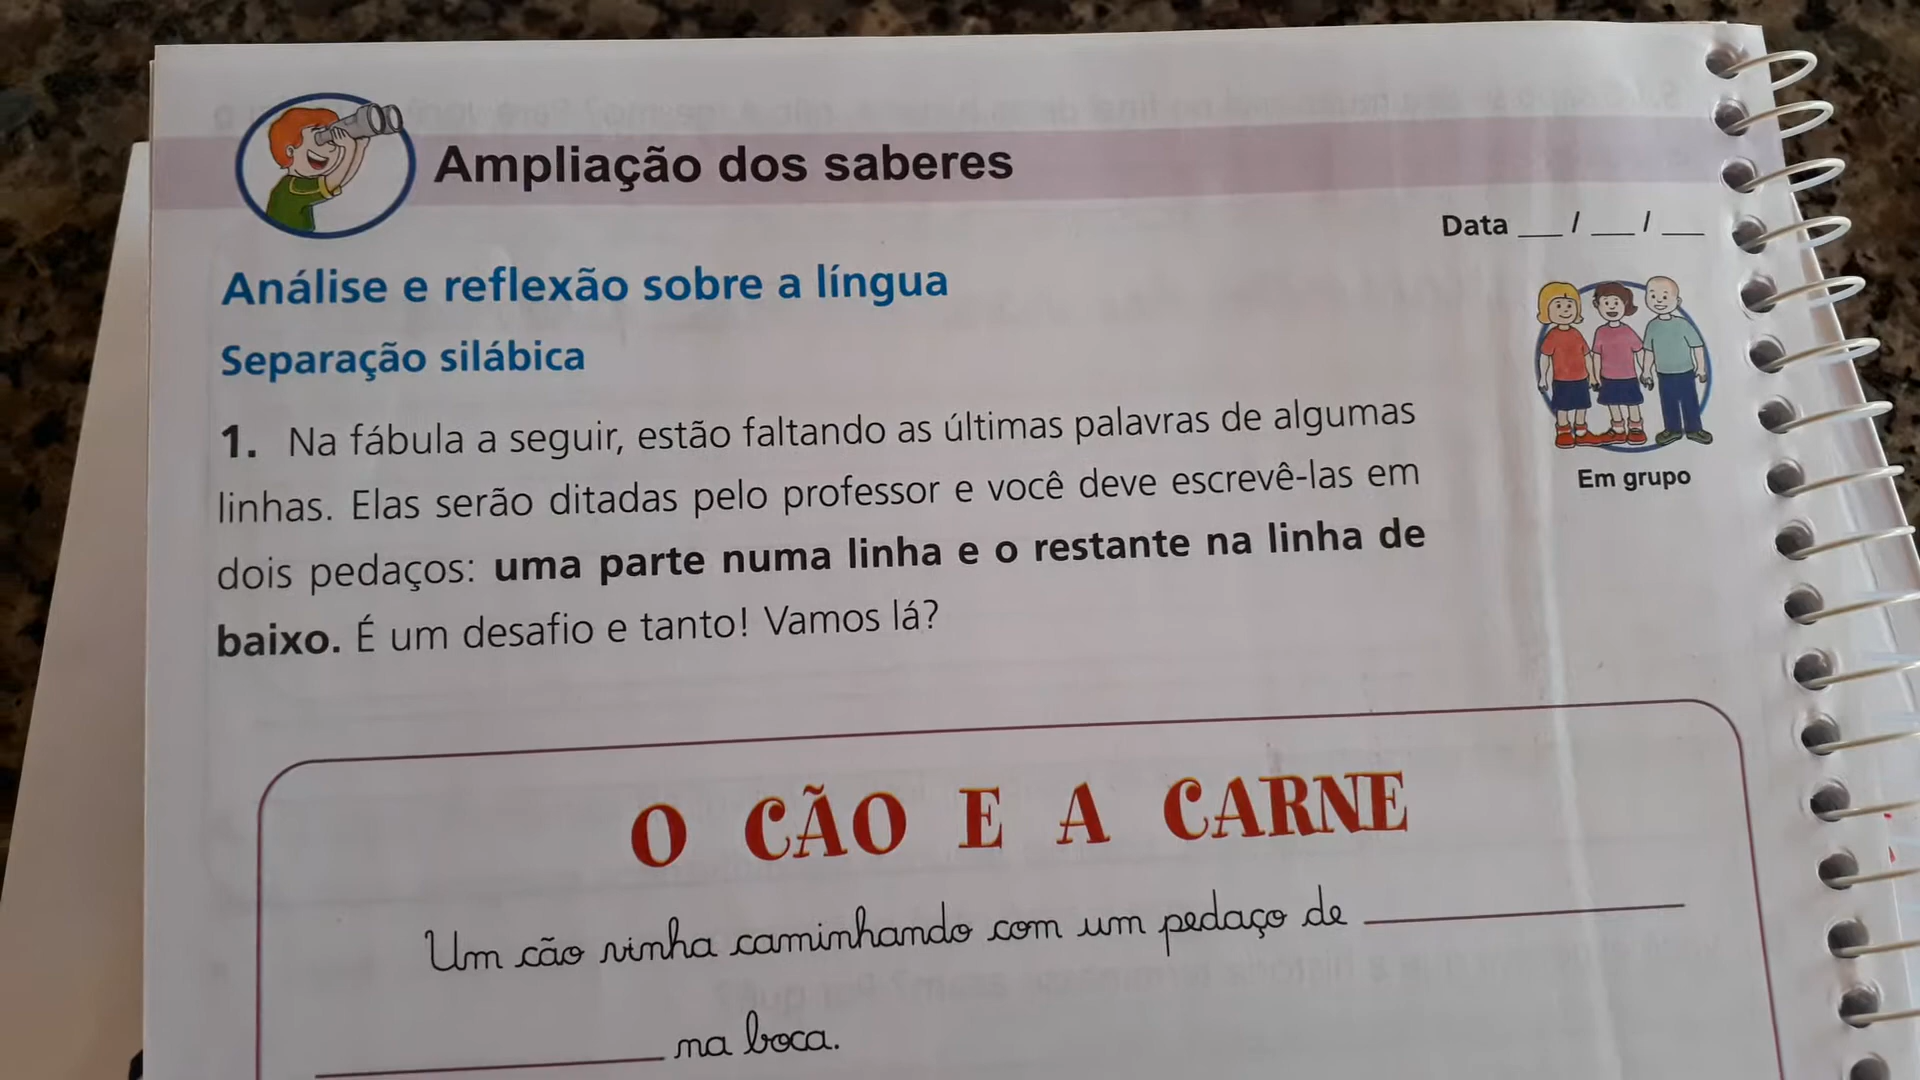 Ampliação dos saberes
Data ___ / ___ / ___
Análise e reflexão sobre a língua
Separação silábica
1. Na fábula a seguir, estão faltando as últimas palavras de algumas
linhas. Elas serão ditadas pelo professor e você deve escrevê-las em
dois pedaços: uma parte numa linha e o restante na linha de
baixo. É um desafio e tanto! Vamos lá?
Em grupo
O CÃO E A CARNE
Um cão vinha caminhando com um pedaço de ____________
____________ na boca.